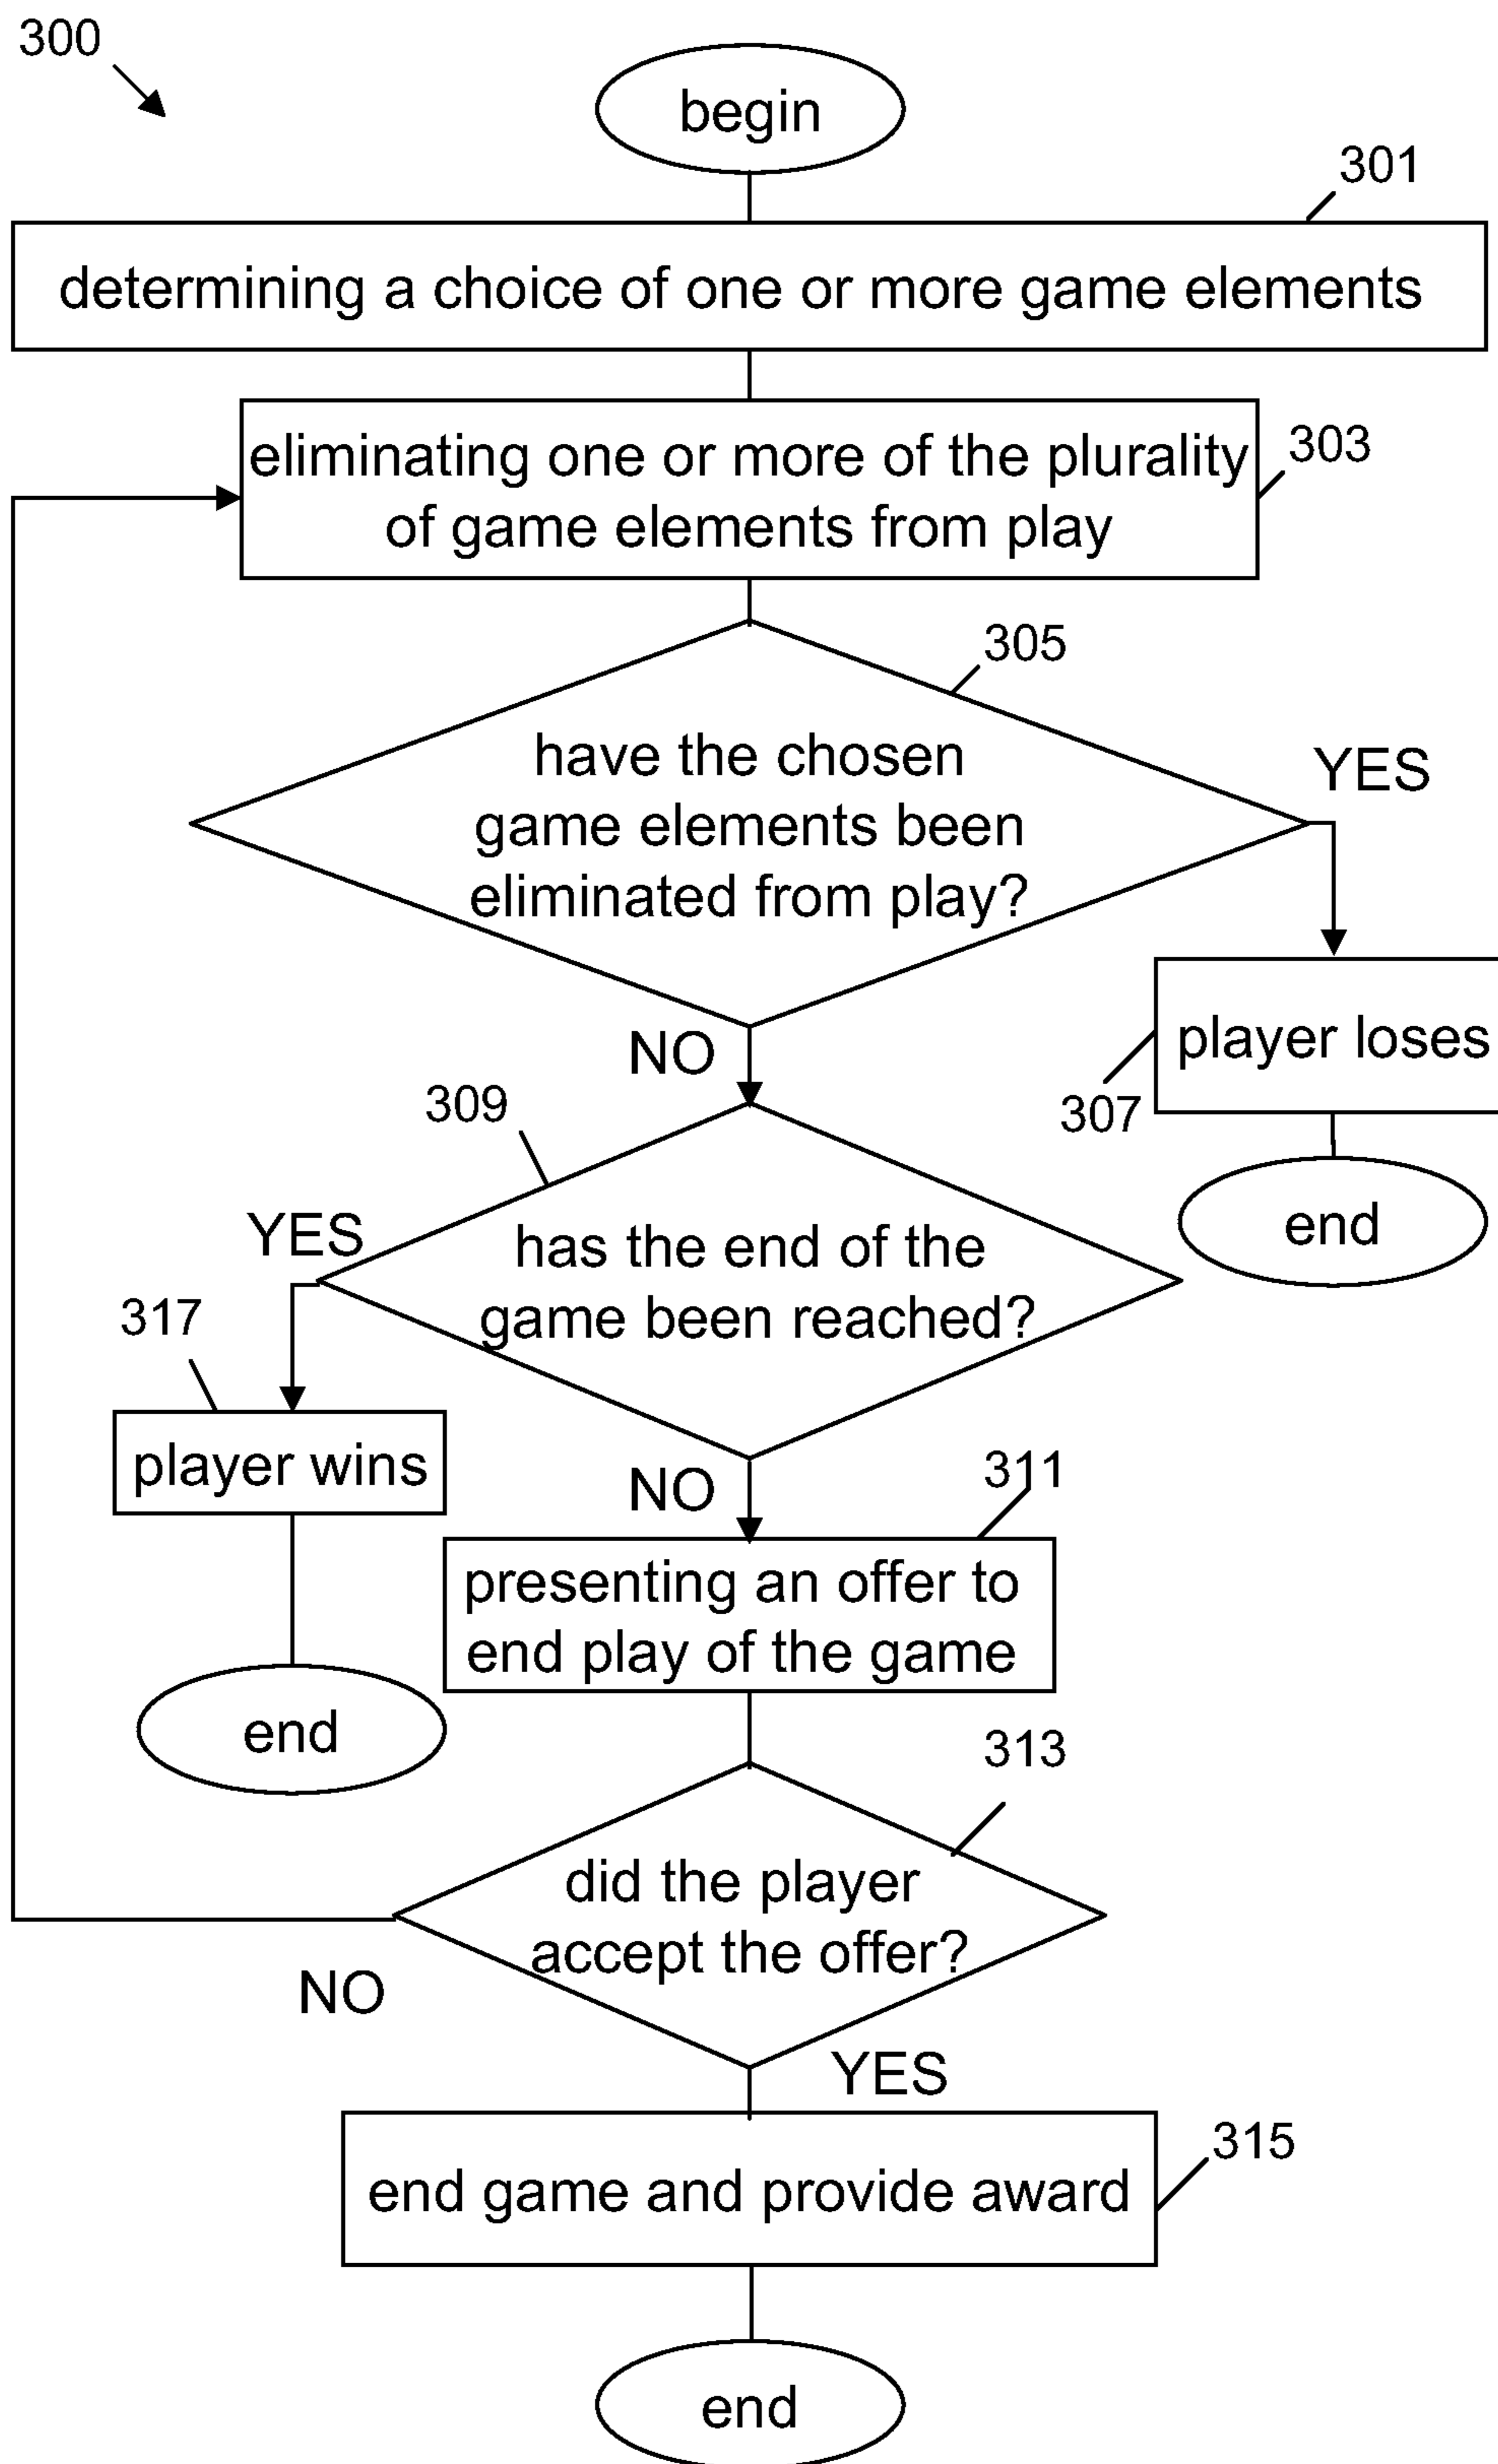 300
begin
301
determining a choice of one or more game elements
eliminating one or more of the plurality
of game elements from play
303
305
have the chosen
game elements been
eliminated from play?
YES
NO
player loses
307
end
309
has the end of the
game been reached?
YES
317
player wins
end
NO
311
presenting an offer to
end play of the game
313
did the player
accept the offer?
NO
YES
end game and provide award
315
end